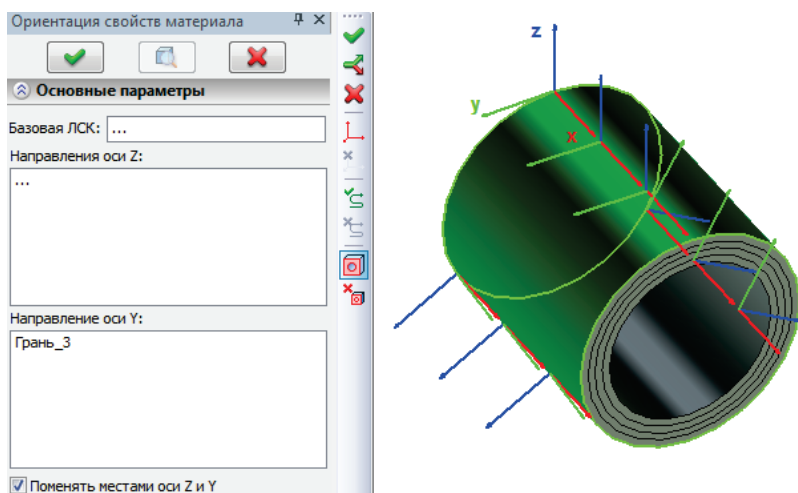 Ориентация свойств материала
Основные параметры
Базовая ЛСК: ...
Направления оси Z:
...
Направление оси Y:
Грань_3
Поменять местами оси Z и Y
z
y
x